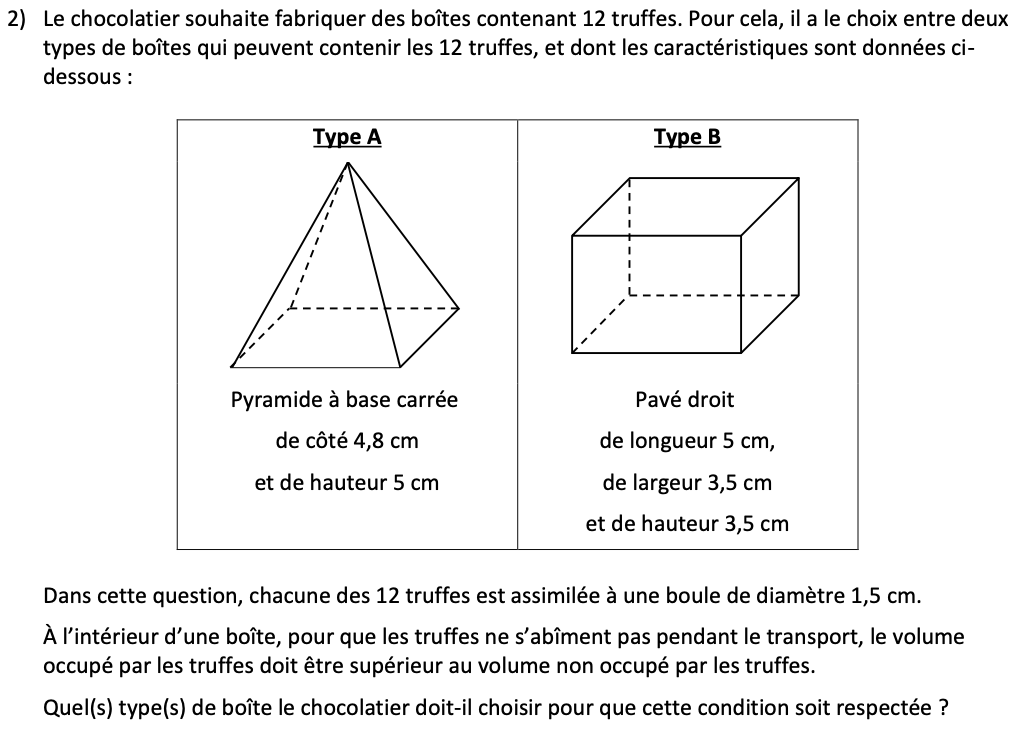 2) Le chocolatier souhaite fabriquer des boîtes contenant 12 truffes. Pour cela, il a le choix entre deux
types de boîtes qui peuvent contenir les 12 truffes, et dont les caractéristiques sont données ci-
dessous :
Type A
Pyramide à base carrée
de côté 4,8 cm
et de hauteur 5 cm
Type B
Pavé droit
de longueur 5 cm,
de largeur 3,5 cm
et de hauteur 3,5 cm
Dans cette question, chacune des 12 truffes est assimilée à une boule de diamètre 1,5 cm.
À l’intérieur d’une boîte, pour que les truffes ne s’abîment pas pendant le transport, le volume
occupé par les truffes doit être supérieur au volume non occupé par les truffes.
Quel(s) type(s) de boîte le chocolatier doit-il choisir pour que cette condition soit respectée ?